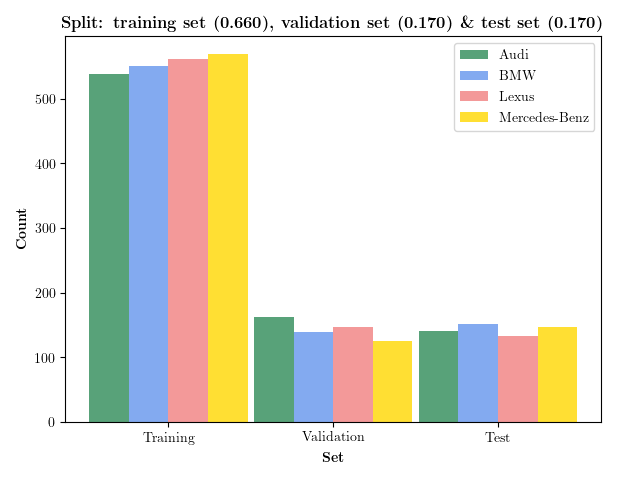 Split: training set (0.660), validation set (0.170) & test set (0.170)
Audi
BMW
Lexus
Mercedes-Benz
500
400
300
200
100
0
Count
Training Validation Test
Set